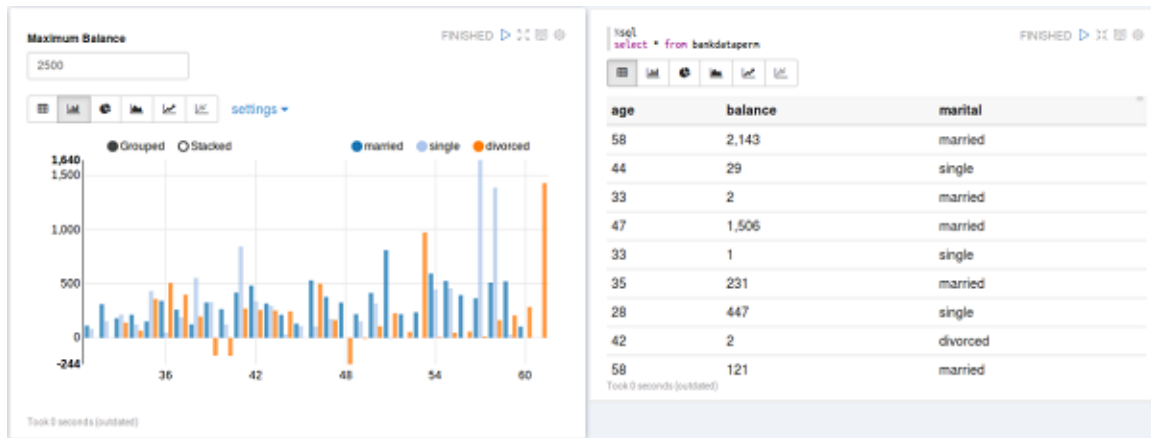 Maximum Balance
FINISHED
2500
settings
Grouped Stacked married single divorced
1,640
1,500
1,000
500
0
-244
36 42 48 54 60
Took 0 seconds (outdated)
%sql
select * from bankdataperm
FINISHED
age balance marital
58 2,143 married
44 29 single
33 2 married
47 1,506 married
33 1 single
35 231 married
28 447 single
42 2 divorced
58 121 married
Took 0 seconds (outdated)